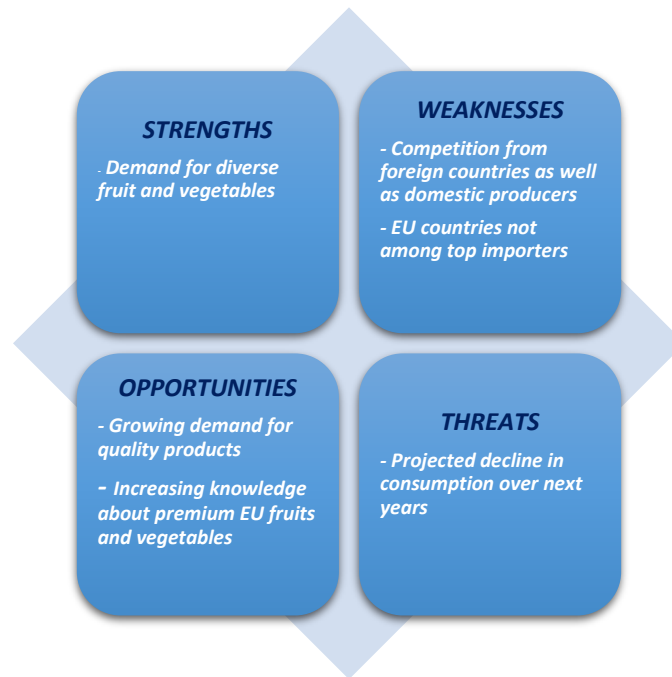 STRENGTHS
- Demand for diverse
fruit and vegetables
WEAKNESSES
- Competition from
foreign countries as well
as domestic producers
- EU countries not
among top importers
OPPORTUNITIES
- Growing demand for
quality products
- Increasing knowledge
about premium EU fruits
and vegetables
THREATS
- Projected decline in
consumption over next
years